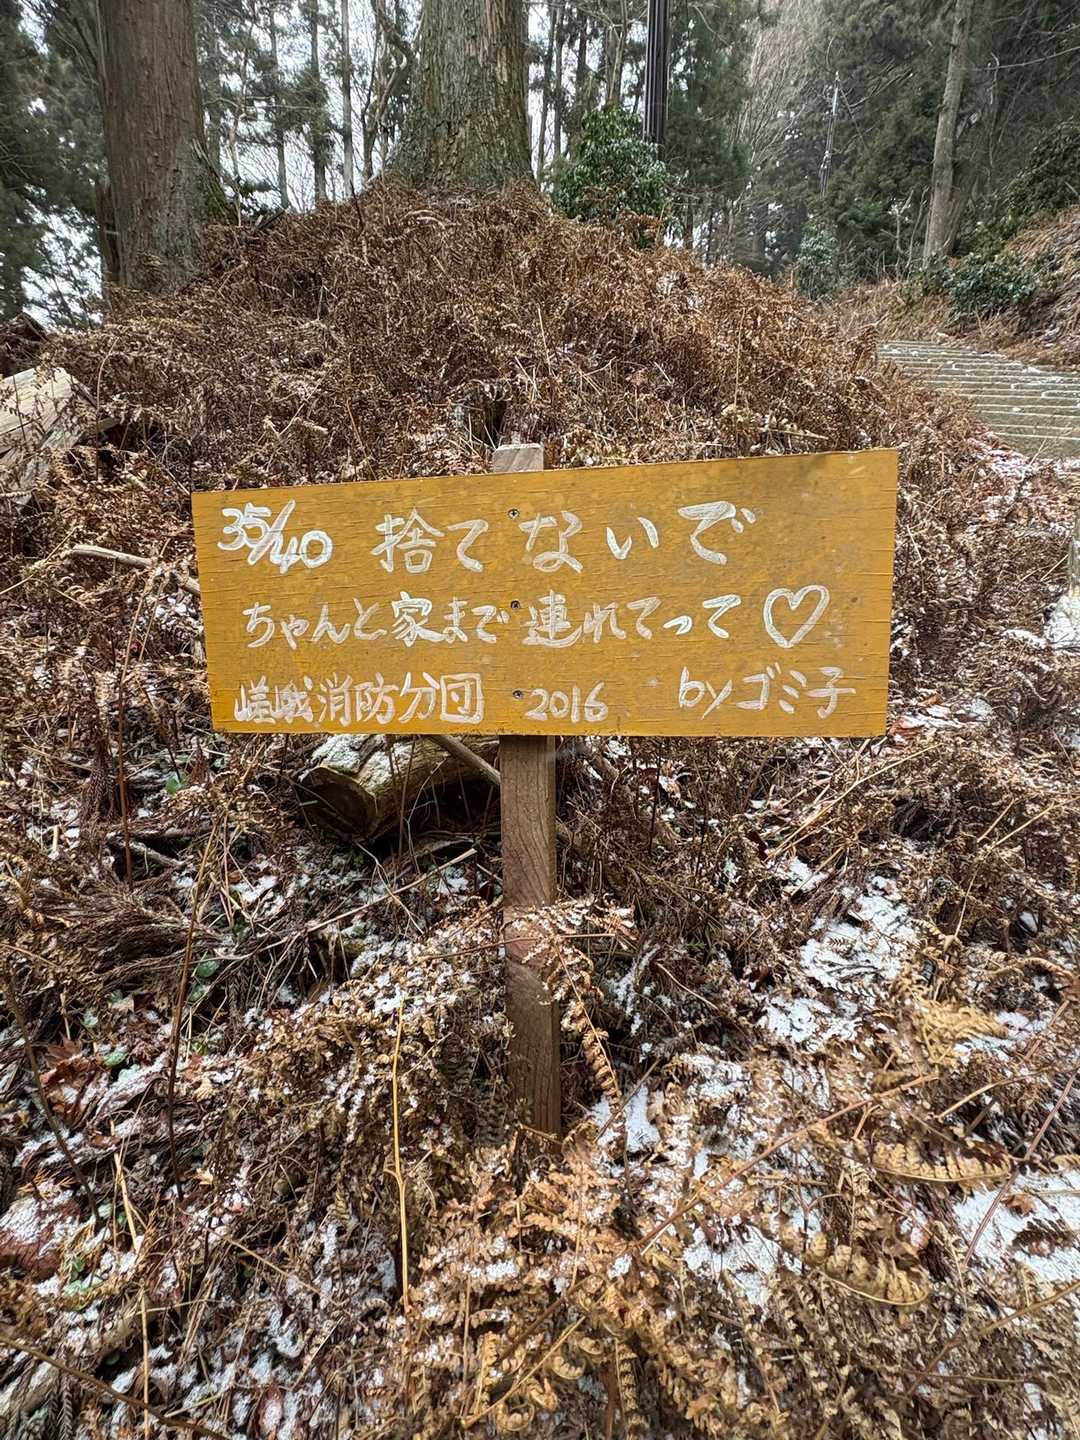 35/40 捨てないで
ちゃんと家まで連れてって♡
嵯峨消防分団 2016 byゴミ子